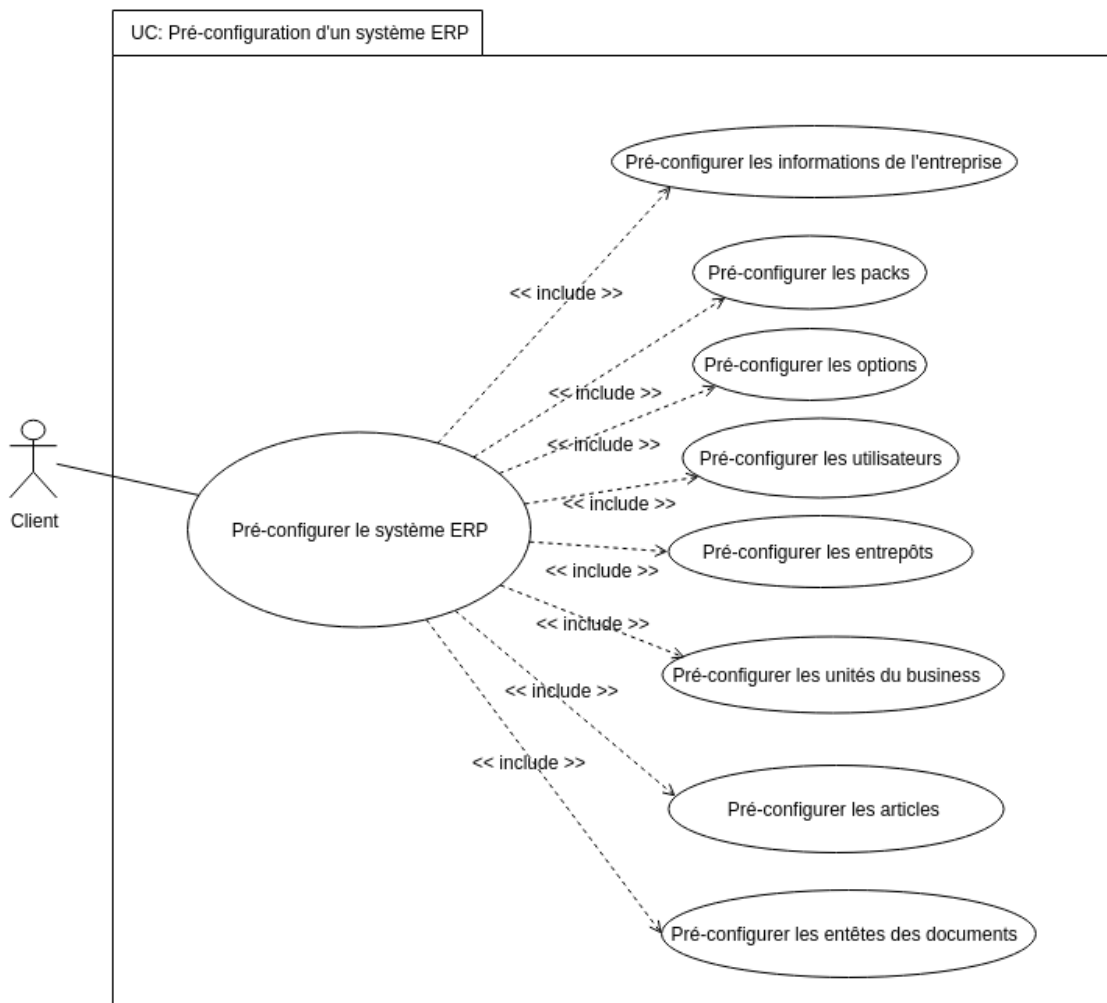 UC: Pré-configuration d'un système ERP
Pré-configurer les informations de l'entreprise
<< include >>
Pré-configurer les packs
<< include >>
Pré-configurer les options
<< include >>
Pré-configurer les utilisateurs
<< include >>
Client
Pré-configurer le système ERP
Pré-configurer les entrepôts
<< include >>
<< include >>
Pré-configurer les unités du business
<< include >>
<< include >>
Pré-configurer les articles
Pré-configurer les entêtes des documents